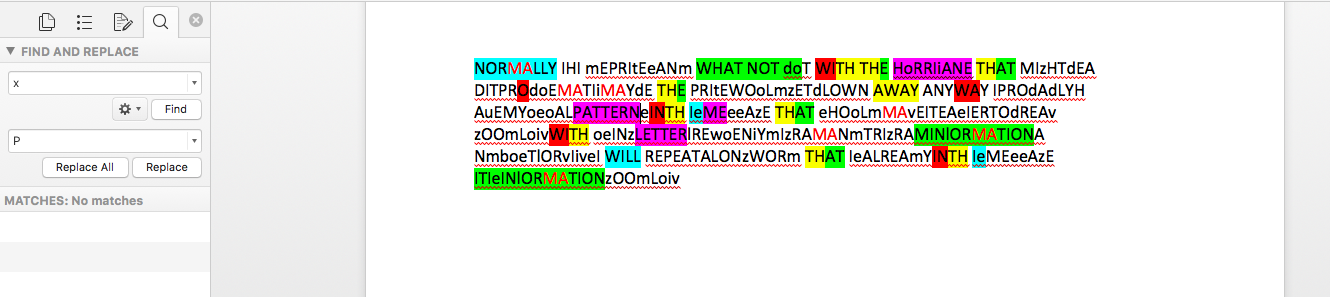 FIND AND REPLACE
x
Find
P
Replace All
Replace
MATCHES: No matches
NORMALLY IHI mEPRItEeANm WHAT NOT doT WITH THE HoRRliANE THAT MIzHTdEA
DITPROdoEMATIiMAYdE THE PRItEWOoLmzETdLOWN AWAY ANYWAY IPROdAdLYH
AuEMYoeoALPATTERNeINTH IeMEeeAzE THAT eHOoLmMAvEITEAeIERTOdREAv
zOOmLoivWITH oeINzLETTERIREwoENiYmIzRAMANmTRIzRAMINIORMATIONA
NmboeTIORvIiveI WILL REPEATALONzWORm THAT IeALREAmYINTH IeMEeeAzE
ITIeINIORMATIONzOOmLoiv